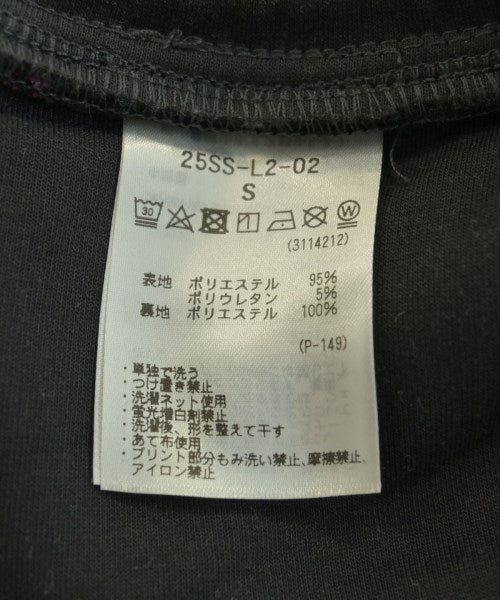 25SS-L2-02
S
30
W
(3114212)
表地 ポリエステル 95%
ポリウレタン 5%
裏地 ポリエステル 100%
(P-149)
・単独で洗う
・つけ置き禁止
・洗濯ネット使用
・蛍光増白剤禁止
・洗濯後、形を整えて干す
・あて布使用
・プリント部分もみ洗い禁止、摩擦禁止、
アイロン禁止